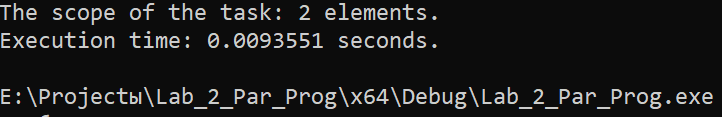 The scope of the task: 2 elements.
Execution time: 0.0093551 seconds.
E:\Projectы\Lab_2_Par_Prog\x64\Debug\Lab_2_Par_Prog.exe